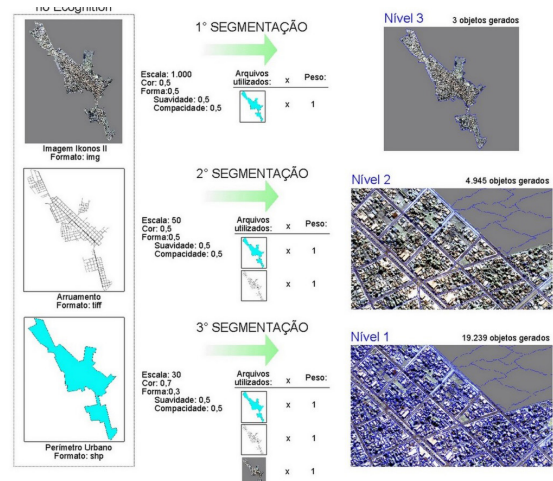 no Ecognition
Imagem Ikonos II
Formato: img
Arruamento
Formato: tiff
Perímetro Urbano
Formato: shp
1° SEGMENTAÇÃO
Escala: 1.000
Cor: 0,5
Forma:0,5
Suavidade: 0,5
Compacidade: 0,5
Arquivos utilizados: x Peso:
x 1
Nível 3
3 objetos gerados
2° SEGMENTAÇÃO
Escala: 50
Cor: 0,5
Forma:0,5
Suavidade: 0,5
Compacidade: 0,5
Arquivos utilizados: x Peso:
x 1
x 1
Nível 2
4.945 objetos gerados
3° SEGMENTAÇÃO
Escala: 30
Cor: 0,7
Forma:0,3
Suavidade: 0,5
Compacidade: 0,5
Arquivos utilizados: x Peso:
x 1
x 1
x 1
Nível 1
19.239 objetos gerados